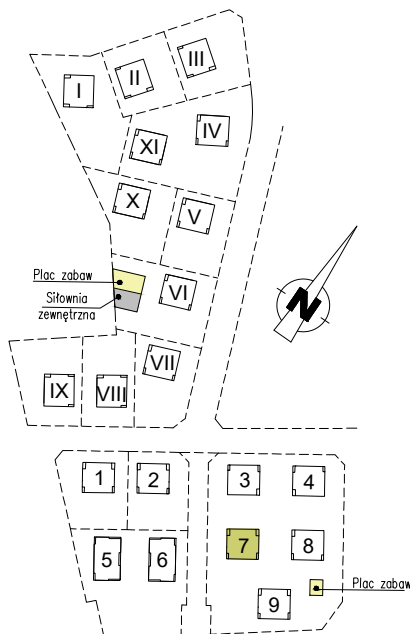 III
II
I
IV
XI
X
V
Plac zabaw
Siłownia
zewnętrzna
VI
N
VII
IX
VIII
1
2
3
4
5
6
7
8
Plac zabaw
9